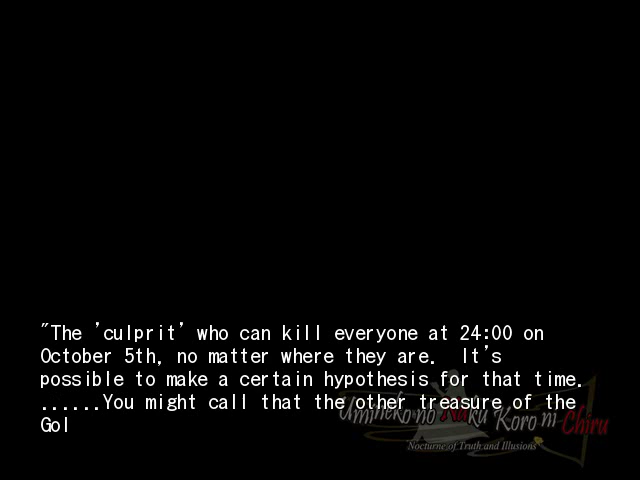 "The 'culprit' who can kill everyone at 24:00 on
October 5th, no matter where they are.  It's
possible to make a certain hypothesis for that time.
......You might call that the other treasure of the
Gol
Umineko no Naku Koro ni Chiru
Nocturne of Truth and Illusions